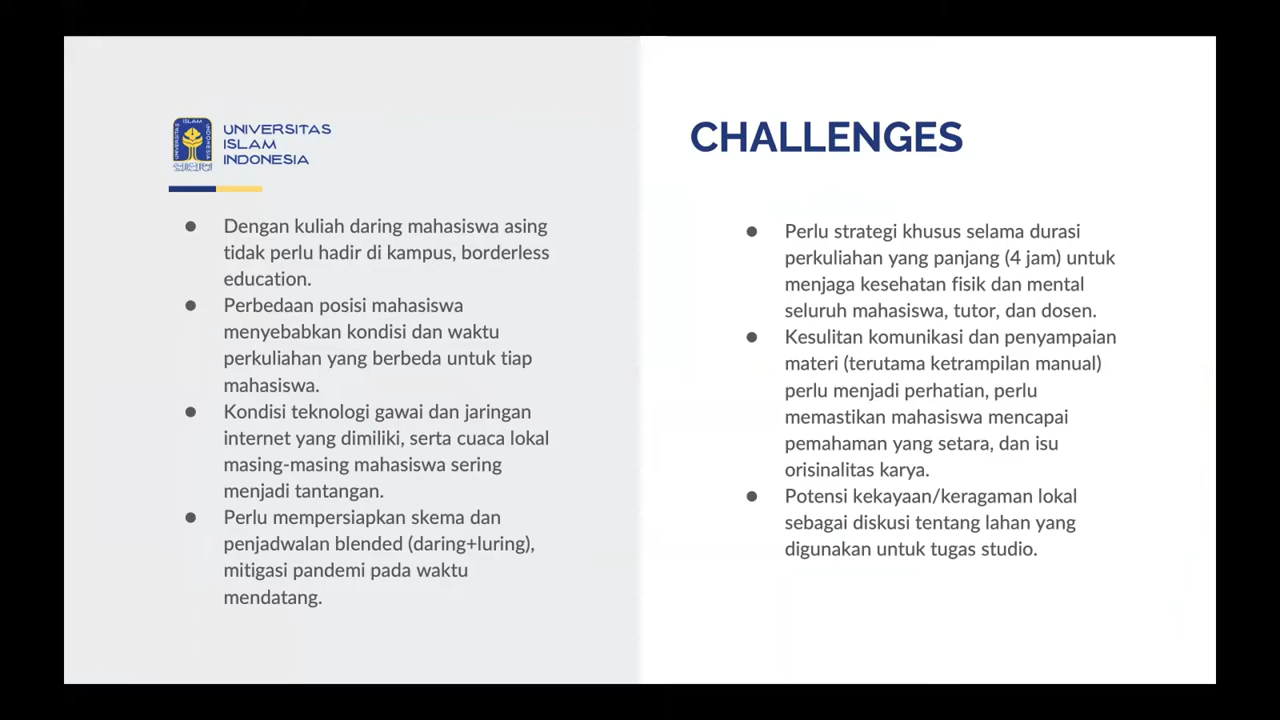 UNIVERSITAS
ISLAM
INDONESIA
● Dengan kuliah daring mahasiswa asing
tidak perlu hadir di kampus, borderless
education.
● Perbedaan posisi mahasiswa
menyebabkan kondisi dan waktu
perkuliahan yang berbeda untuk tiap
mahasiswa.
● Kondisi teknologi gawai dan jaringan
internet yang dimiliki, serta cuaca lokal
masing-masing mahasiswa sering
menjadi tantangan.
● Perlu mempersiapkan skema dan
penjadwalan blended (daring+luring),
mitigasi pandemi pada waktu
mendatang.
CHALLENGES
● Perlu strategi khusus selama durasi
perkuliahan yang panjang (4 jam) untuk
menjaga kesehatan fisik dan mental
seluruh mahasiswa, tutor, dan dosen.
● Kesulitan komunikasi dan penyampaian
materi (terutama ketrampilan manual)
perlu menjadi perhatian, perlu
memastikan mahasiswa mencapai
pemahaman yang setara, dan isu
orisinalitas karya.
● Potensi kekayaan/keragaman lokal
sebagai diskusi tentang lahan yang
digunakan untuk tugas studio.